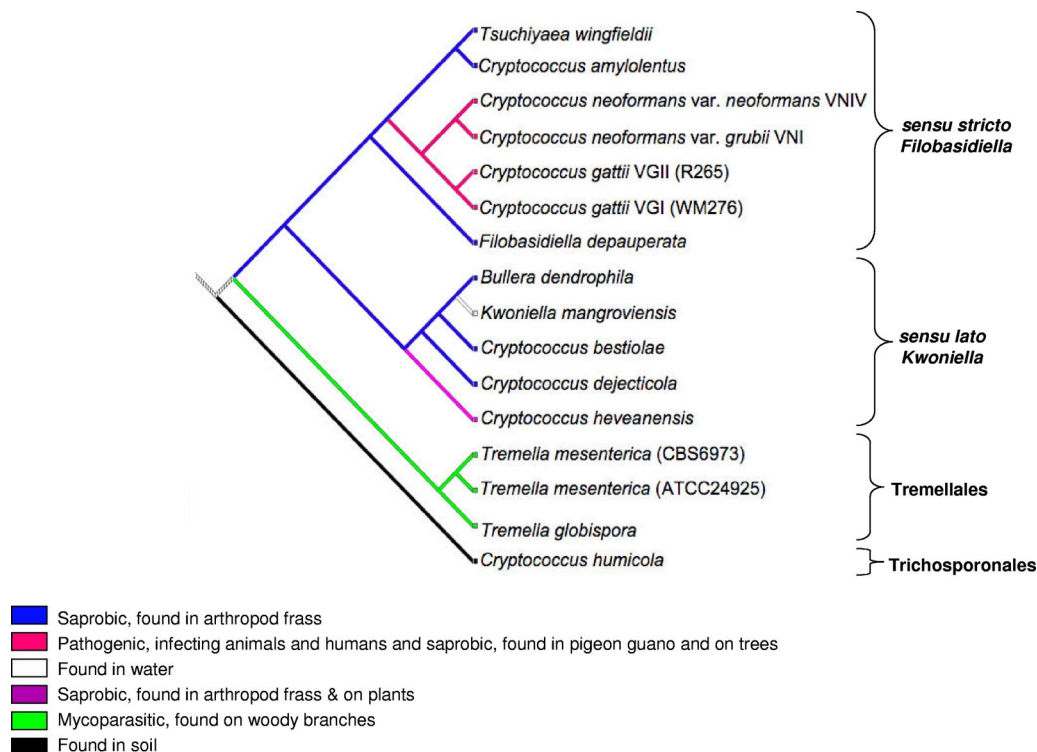 Tsuchiyaea wingfieldii
Cryptococcus amylolentus
Cryptococcus neoformans var. neoformans VNIV
Cryptococcus neoformans var. grubii VNI
Cryptococcus gattii VGII (R265)
Cryptococcus gattii VGI (WM276)
Filobasidiella depauperata
sensu stricto
Filobasidiella
Bullera dendrophila
Kwoniella mangroviensis
Cryptococcus bestiolae
Cryptococcus dejecticola
Cryptococcus heveanensis
sensu lato
Kwoniella
Tremella mesenterica (CBS6973)
Tremella mesenterica (ATCC24925)
Tremella globispora
Tremellales
Cryptococcus humicola
Trichosporonales
Saprobic, found in arthropod frass
Pathogenic, infecting animals and humans and saprobic, found in pigeon guano and on trees
Found in water
Saprobic, found in arthropod frass & on plants
Mycoparasitic, found on woody branches
Found in soil